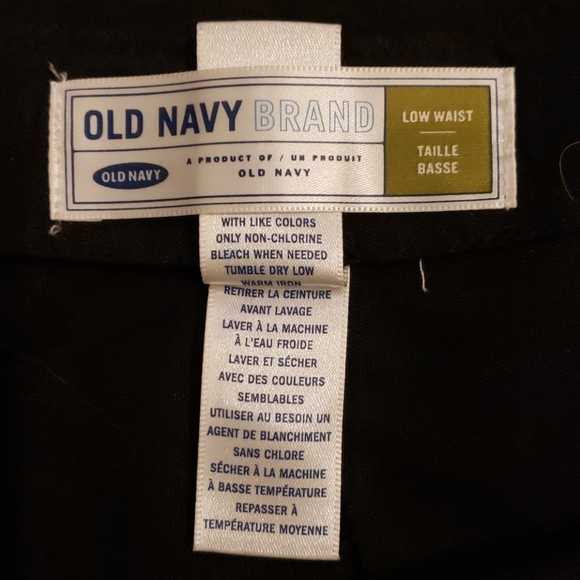 OLD NAVY BRAND
A PRODUCT OF / UN PRODUIT
OLD NAVY
OLD NAVY
LOW WAIST
TAILLE
BASSE
WITH LIKE COLORS
ONLY NON-CHLORINE
BLEACH WHEN NEEDED
TUMBLE DRY LOW
WARM IRON
RETIRER LA CEINTURE
AVANT LAVAGE
LAVER À LA MACHINE
À L'EAU FROIDE
LAVER ET SÉCHER
AVEC DES COULEURS
SEMBLABLES
UTILISER AU BESOIN UN
AGENT DE BLANCHIMENT
SANS CHLORE
SÉCHER À LA MACHINE
À BASSE TEMPÉRATURE
REPASSER À
TEMPÉRATURE MOYENNE